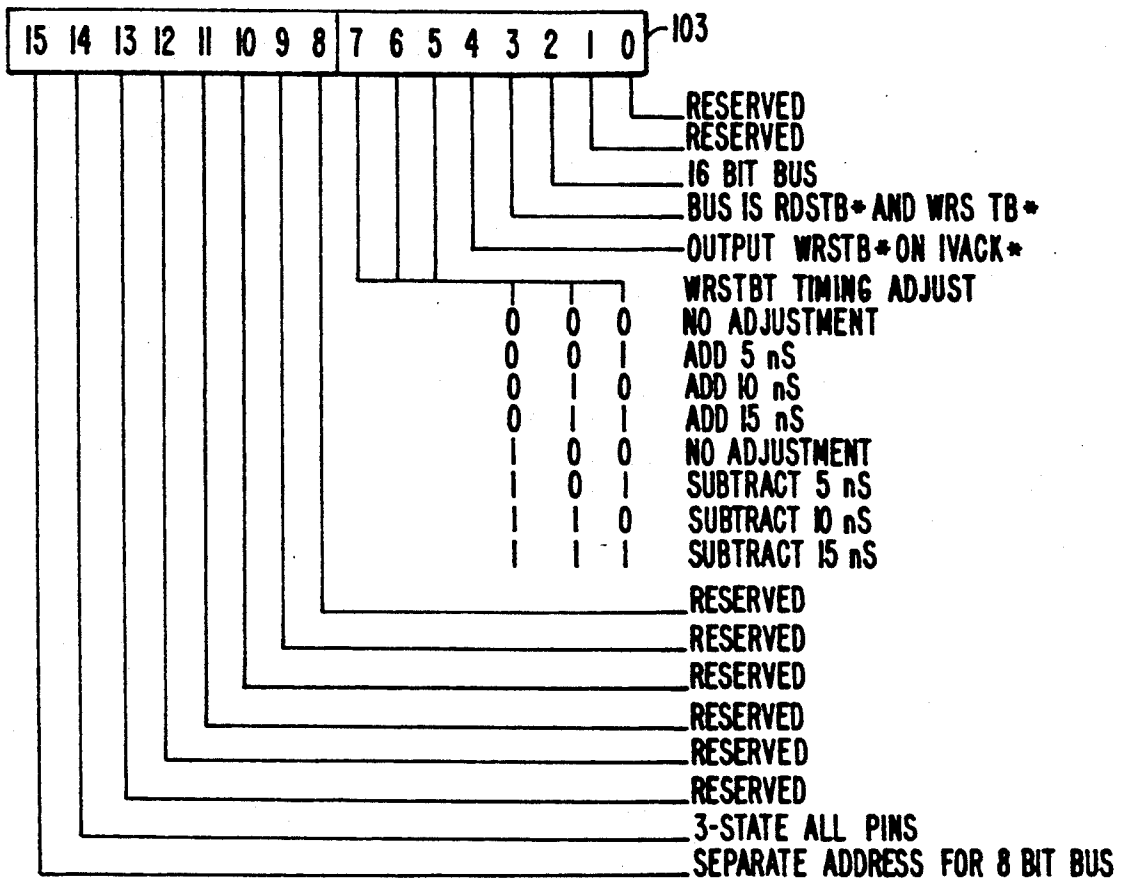 15 14 13 12 11 10 9 8 7 6 5 4 3 2 1 0 103
RESERVED
RESERVED
16 BIT BUS
BUS IS RDSTB* AND WRS TB*
OUTPUT WRSTB* ON IVACK*
WRSTBT TIMING ADJUST
0 0 0 NO ADJUSTMENT
0 0 1 ADD 5 nS
0 1 0 ADD 10 nS
0 1 1 ADD 15 nS
1 0 0 NO ADJUSTMENT
1 0 1 SUBTRACT 5 nS
1 1 0 SUBTRACT 10 nS
1 1 1 SUBTRACT 15 nS
RESERVED
RESERVED
RESERVED
RESERVED
RESERVED
RESERVED
3-STATE ALL PINS
SEPARATE ADDRESS FOR 8 BIT BUS